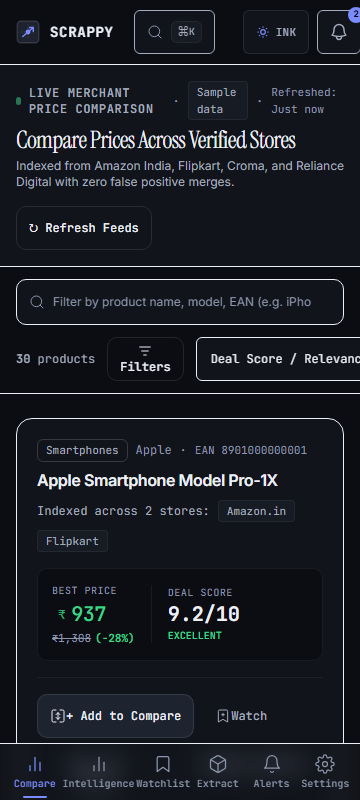 SCRAPPY
⌘K
INK
2
LIVE MERCHANT PRICE COMPARISON · Sample data · Refreshed: Just now
Compare Prices Across Verified Stores
Indexed from Amazon India, Flipkart, Croma, and Reliance
Digital with zero false positive merges.
↻ Refresh Feeds
Filter by product name, model, EAN (e.g. iPho
30 products
Filters
Deal Score / Relevanc
Smartphones Apple · EAN 8901000000001
Apple Smartphone Model Pro-1X
Indexed across 2 stores: Amazon.in
Flipkart
BEST PRICE
₹ 937
₹1,308 (-28%)
DEAL SCORE
9.2/10
EXCELLENT
+ Add to Compare
Watch
Compare Intelligence Watchlist Extract Alerts Settings